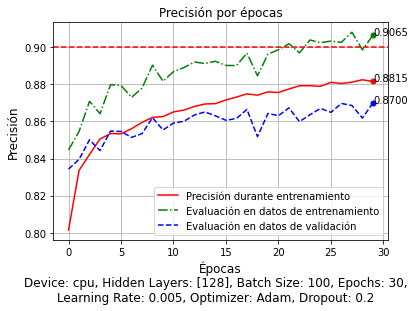 Precisión por épocas
Precisión
0.90
0.88
0.86
0.84
0.82
0.80
0.9065
0.8815
0.8700
Precisión durante entrenamiento
Evaluación en datos de entrenamiento
Evaluación en datos de validación
0 5 10 15 20 25 30
Épocas
Device: cpu, Hidden Layers: [128], Batch Size: 100, Epochs: 30,
Learning Rate: 0.005, Optimizer: Adam, Dropout: 0.2